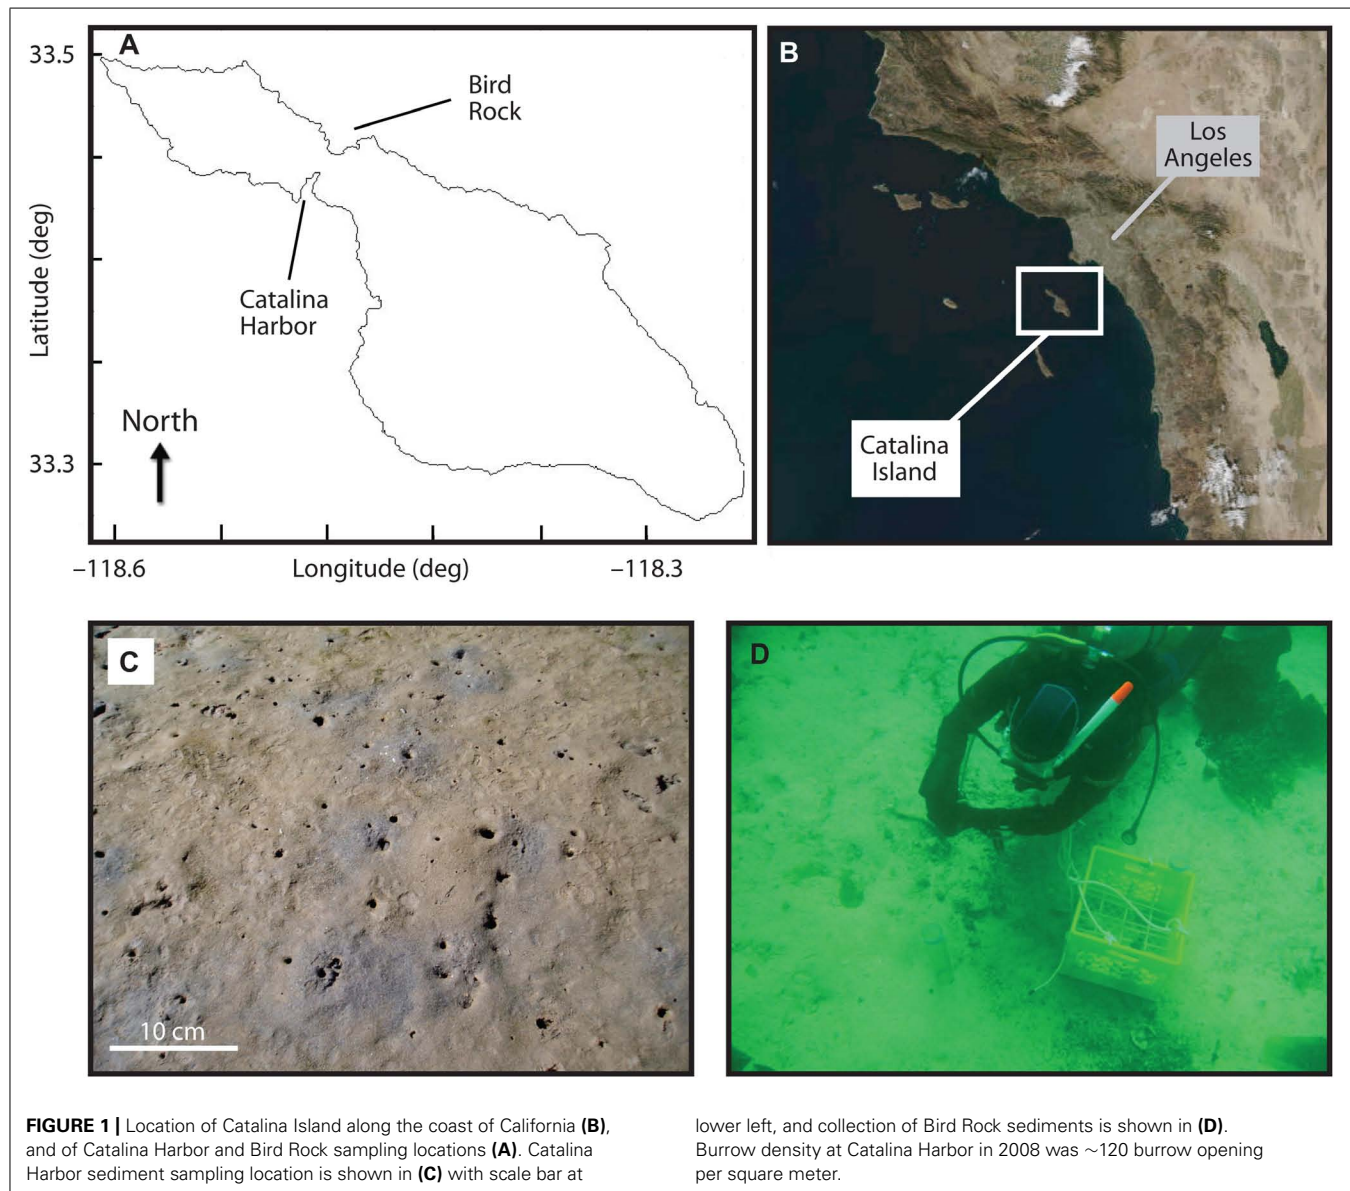 A
33.5
Bird
Rock
Latitude (deg)
Catalina
Harbor
North
33.3
–118.6
Longitude (deg)
–118.3
B
Los
Angeles
Catalina
Island
C
10 cm
D
FIGURE 1 | Location of Catalina Island along the coast of California (B),
and of Catalina Harbor and Bird Rock sampling locations (A). Catalina
Harbor sediment sampling location is shown in (C) with scale bar at
lower left, and collection of Bird Rock sediments is shown in (D).
Burrow density at Catalina Harbor in 2008 was ∼120 burrow opening
per square meter.